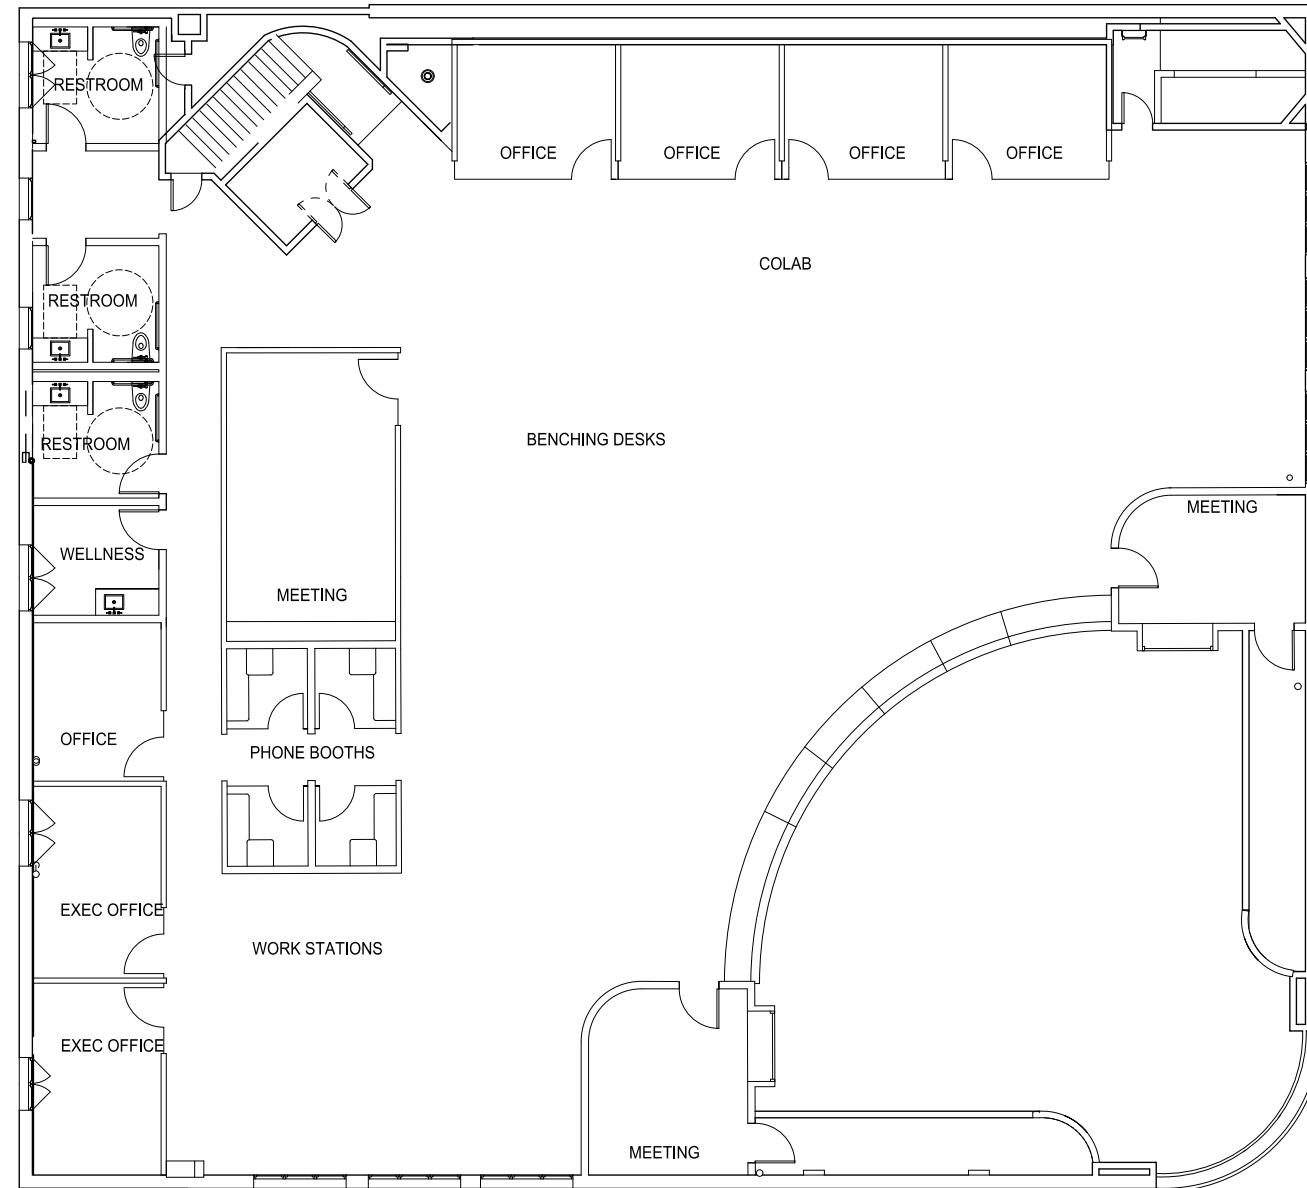 RESTROOM
OFFICE
OFFICE
OFFICE
OFFICE
COLAB
RESTROOM
RESTROOM
BENCHING DESKS
MEETING
WELLNESS
MEETING
OFFICE
PHONE BOOTHS
EXEC OFFICE
WORK STATIONS
EXEC OFFICE
MEETING